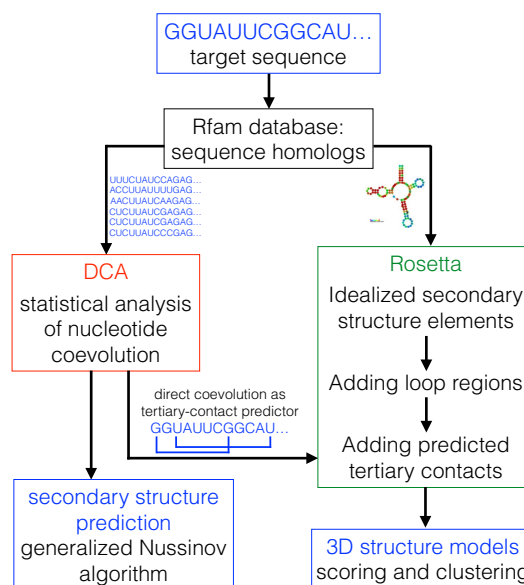 GGUAUUCGGCAU...
target sequence
Rfam database:
sequence homologs
UUUCUAUCCAGAG...
ACCUUAUUUUGAG...
AACUUAUCAAGAG...
CUCUUAUCGAGAG...
CUCUUAUCGAGAG...
CUCUUAUCCCGAG...
DCA
statistical analysis
of nucleotide
coevolution
Rosetta
Idealized secondary
structure elements
Adding loop regions
Adding predicted
tertiary contacts
direct coevolution as
tertiary-contact predictor
GGUAUUCGGCAU...
secondary structure
prediction
generalized Nussinov
algorithm
3D structure models
scoring and clustering